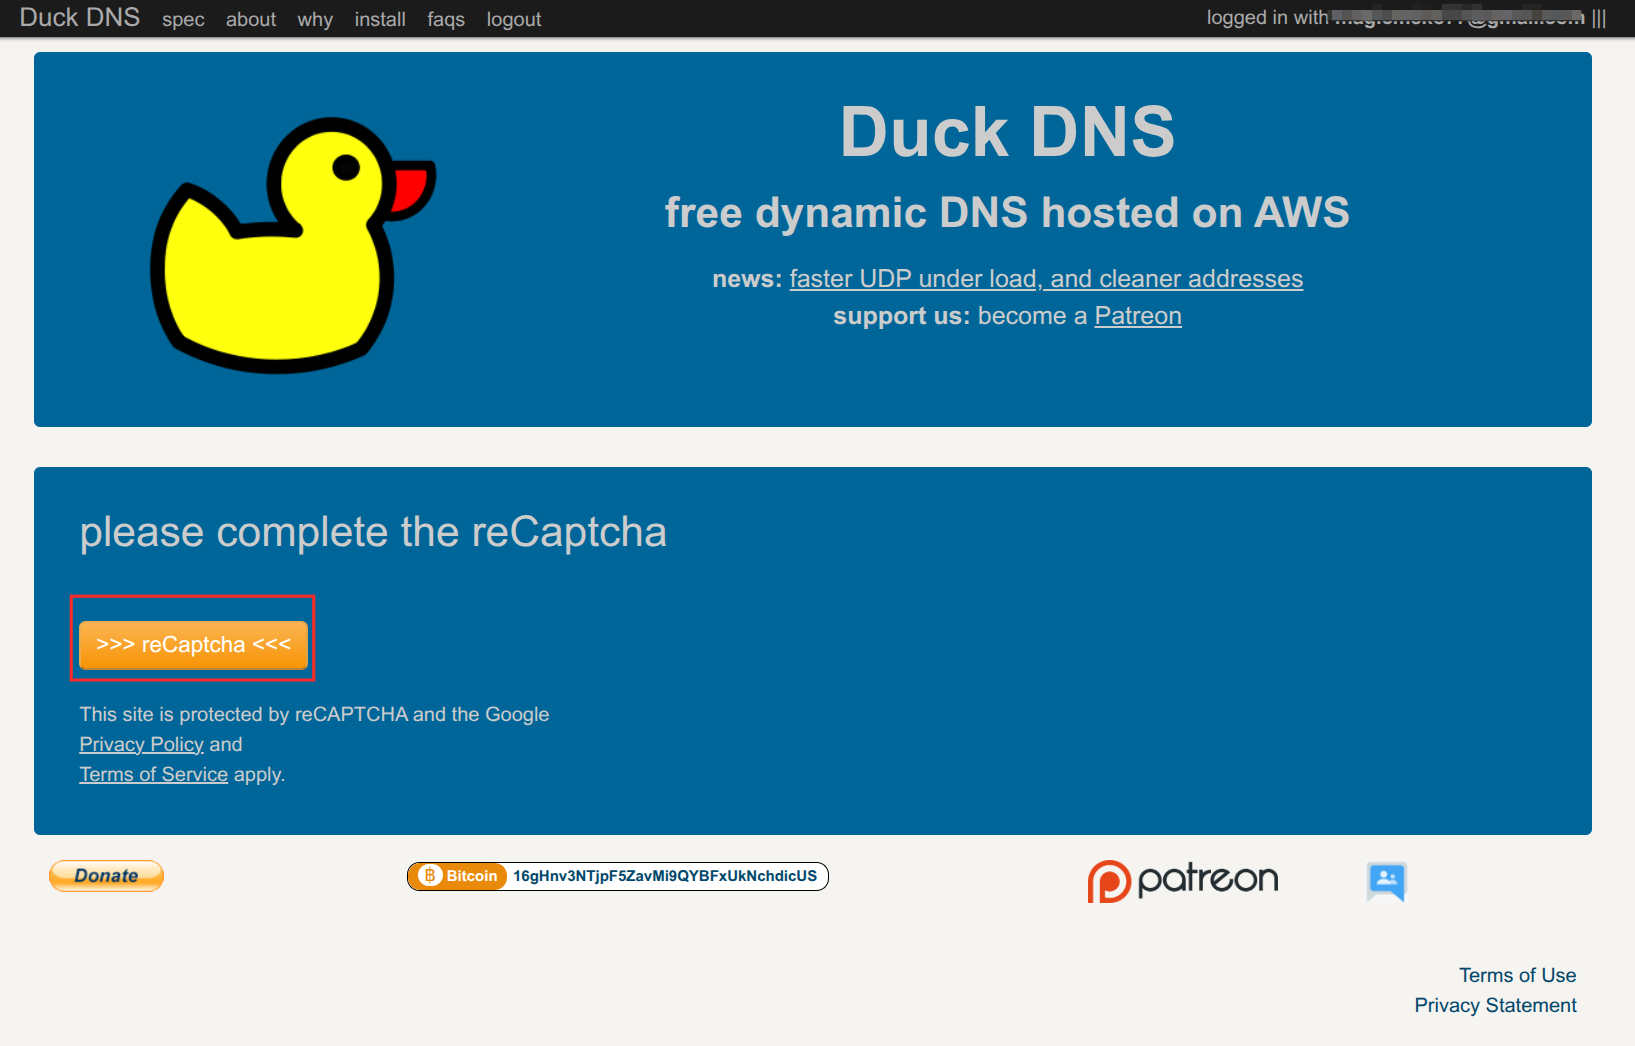 Duck DNS spec about why install faqs logout logged in with |||
Duck DNS
free dynamic DNS hosted on AWS
news: faster UDP under load, and cleaner addresses
support us: become a Patreon
please complete the reCaptcha
>>> reCaptcha <<<
This site is protected by reCAPTCHA and the Google
Privacy Policy and
Terms of Service apply.
Donate
Bitcoin 16gHnv3NTjpF5ZavMi9QYBFxUkNchdicUS
patreon
Terms of Use
Privacy Statement